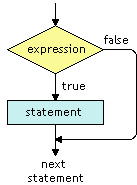 expression
false
true
statement
next
statement